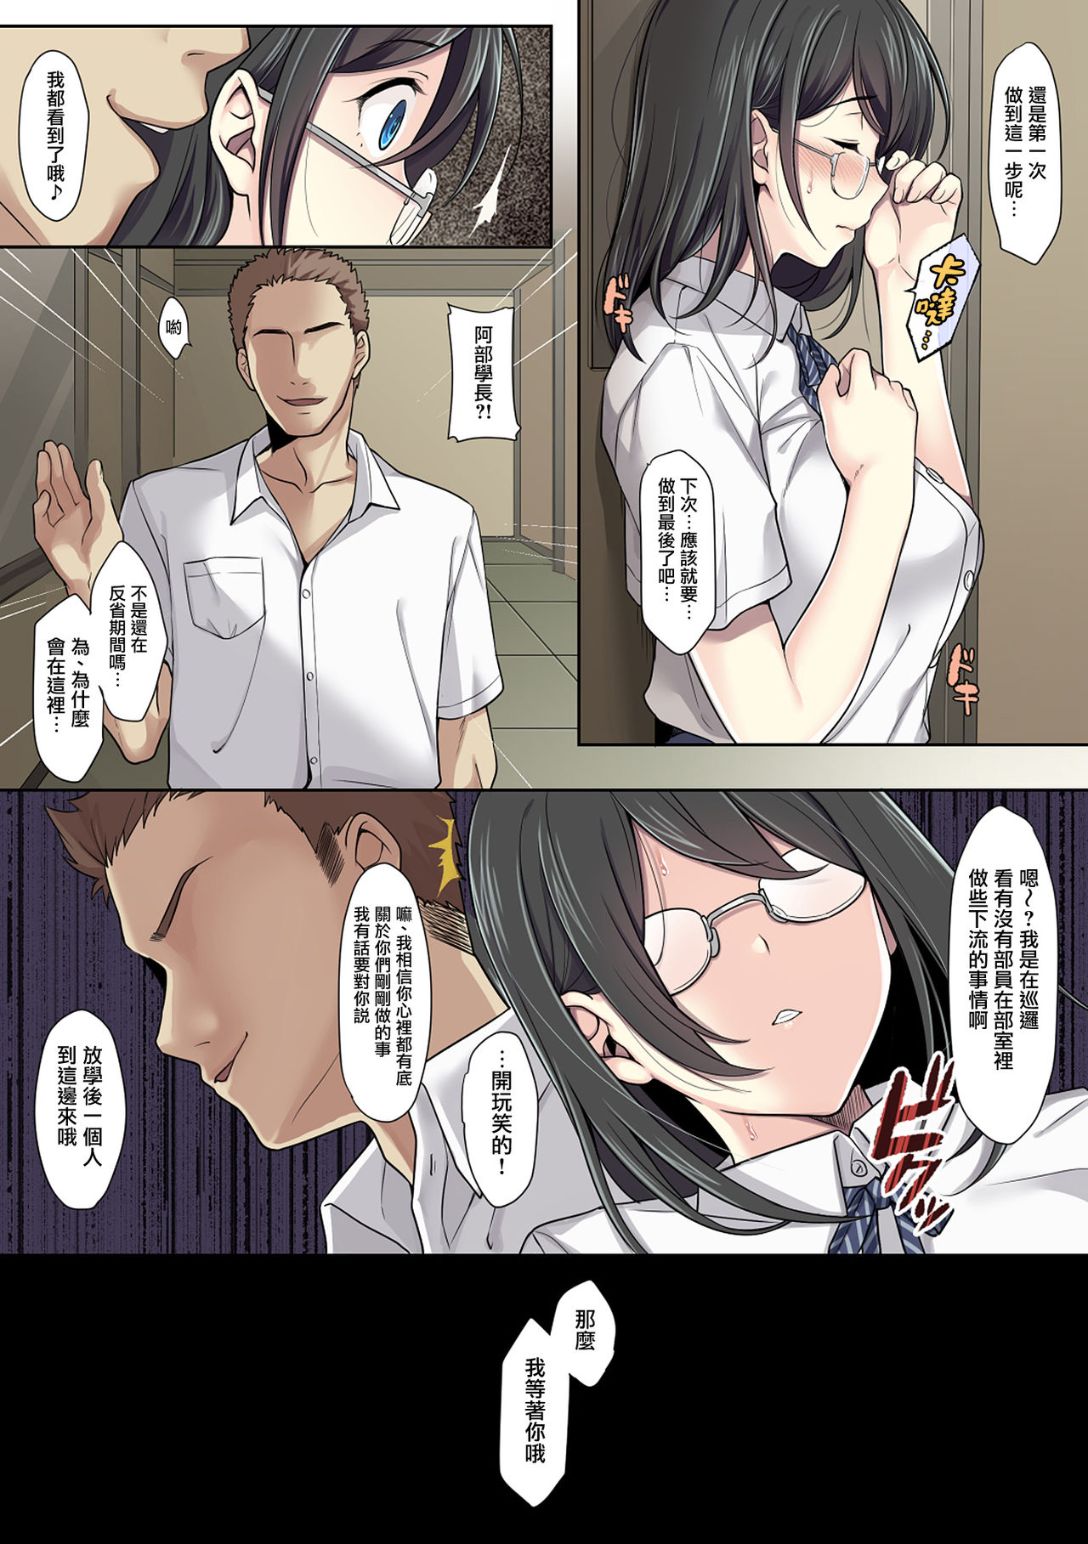 還是第一次
做到這一步呢…
卡噠…
ドキ
下次…應該就要…
做到最後了吧…
ドキ
我都看到了哦♪
阿部學長?!
喲
不是還在
反省期間嗎…
為、為什麼
會在這裡…
嗯～?我是在巡邏
看有沒有部員在部室裡
做些下流的事情啊
ドクッ
…開玩笑的!
嘛、我相信你心裡都有底
關於你們剛剛做的事
我有話要對你說
放學後一個人
到這邊來哦
那麼
我等著你哦